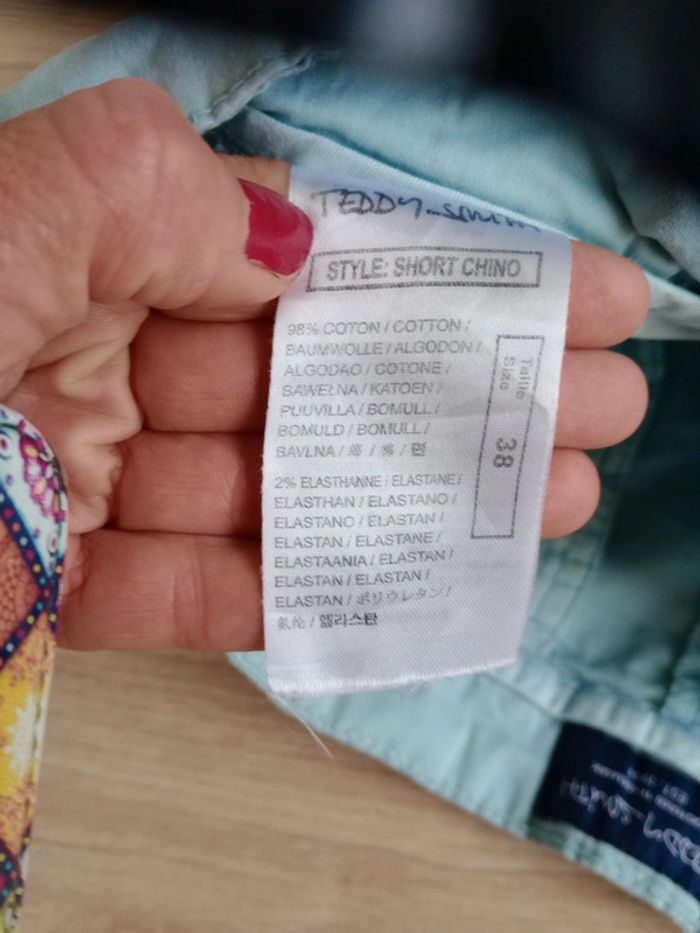 TEDDY_SMITH
STYLE: SHORT CHINO
98% COTON / COTTON /
BAUMWOLLE / ALGODON /
ALGODAO / COTONE /
BAWEŁNA / KATOEN /
PUUVILLA / BOMULL /
BOMULD / BOMULL /
BAVLNA / 綿 / 棉 / 면
Taille
Size
38
2% ELASTHANNE / ELASTANE /
ELASTHAN / ELASTANO /
ELASTANO / ELASTAN /
ELASTAN / ELASTANE /
ELASTAANIA / ELASTAN /
ELASTAN / ELASTAN /
ELASTAN / ポリウレタン /
氨纶 / 엘라스탄
TEDDY_SMITH